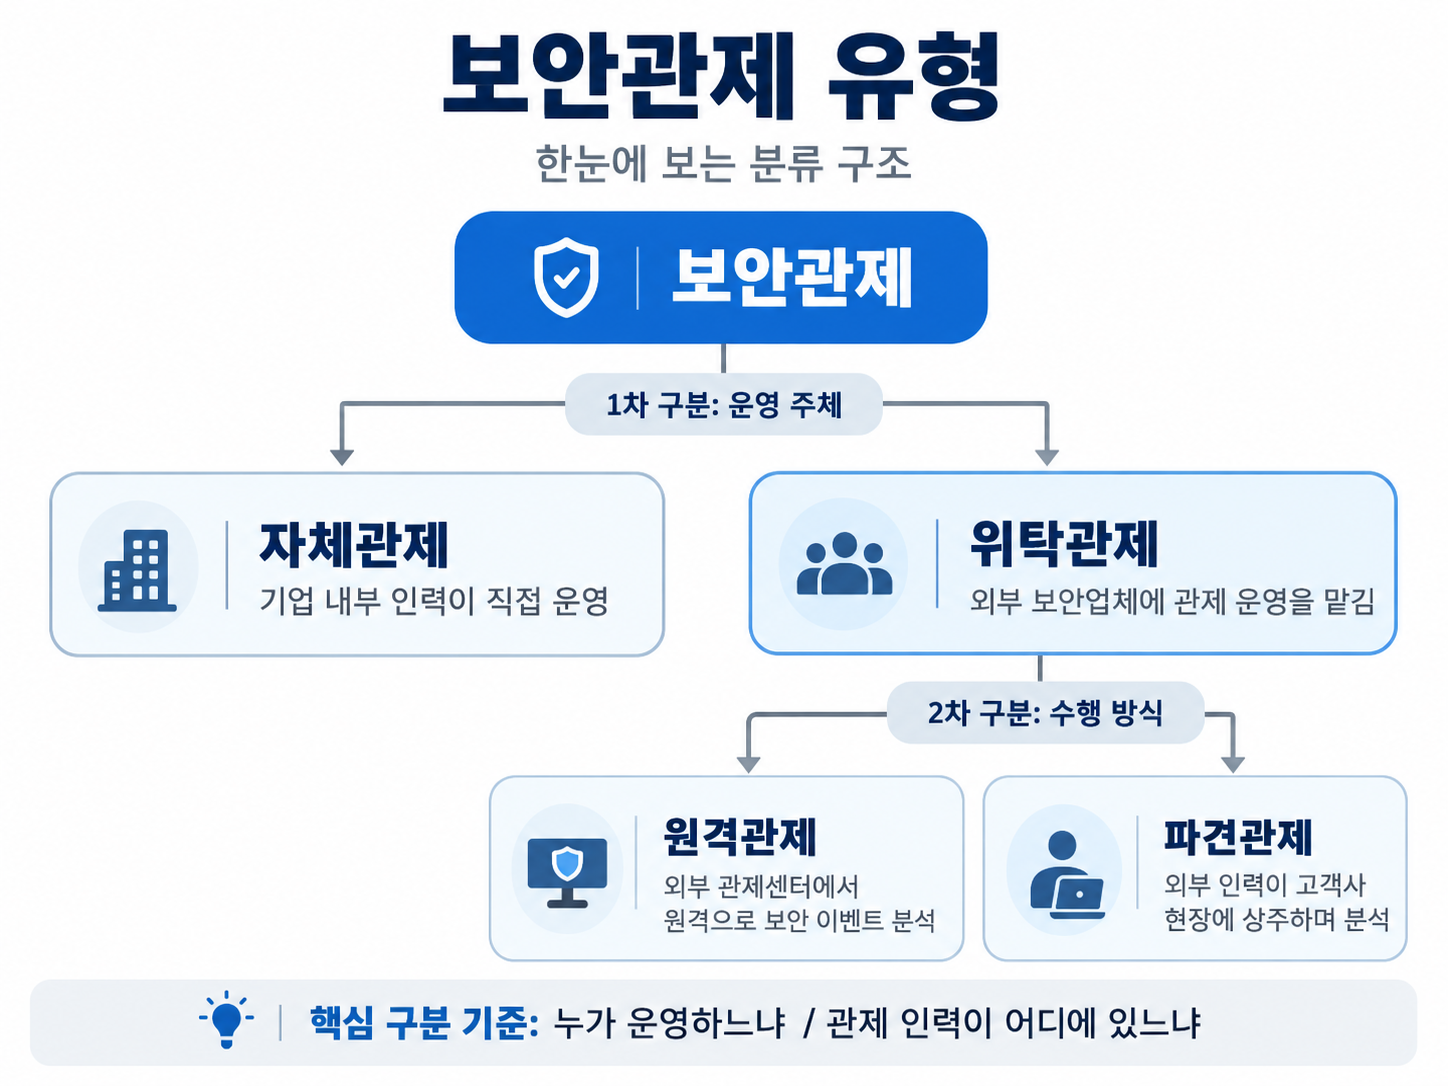 보안관제 유형
한눈에 보는 분류 구조
보안관제
1차 구분: 운영 주체
자체관제
기업 내부 인력이 직접 운영
위탁관제
외부 보안업체에 관제 운영을 맡김
2차 구분: 수행 방식
원격관제
외부 관제센터에서
원격으로 보안 이벤트 분석
파견관제
외부 인력이 고객사
현장에 상주하며 분석
핵심 구분 기준: 누가 운영하느냐 / 관제 인력이 어디에 있느냐